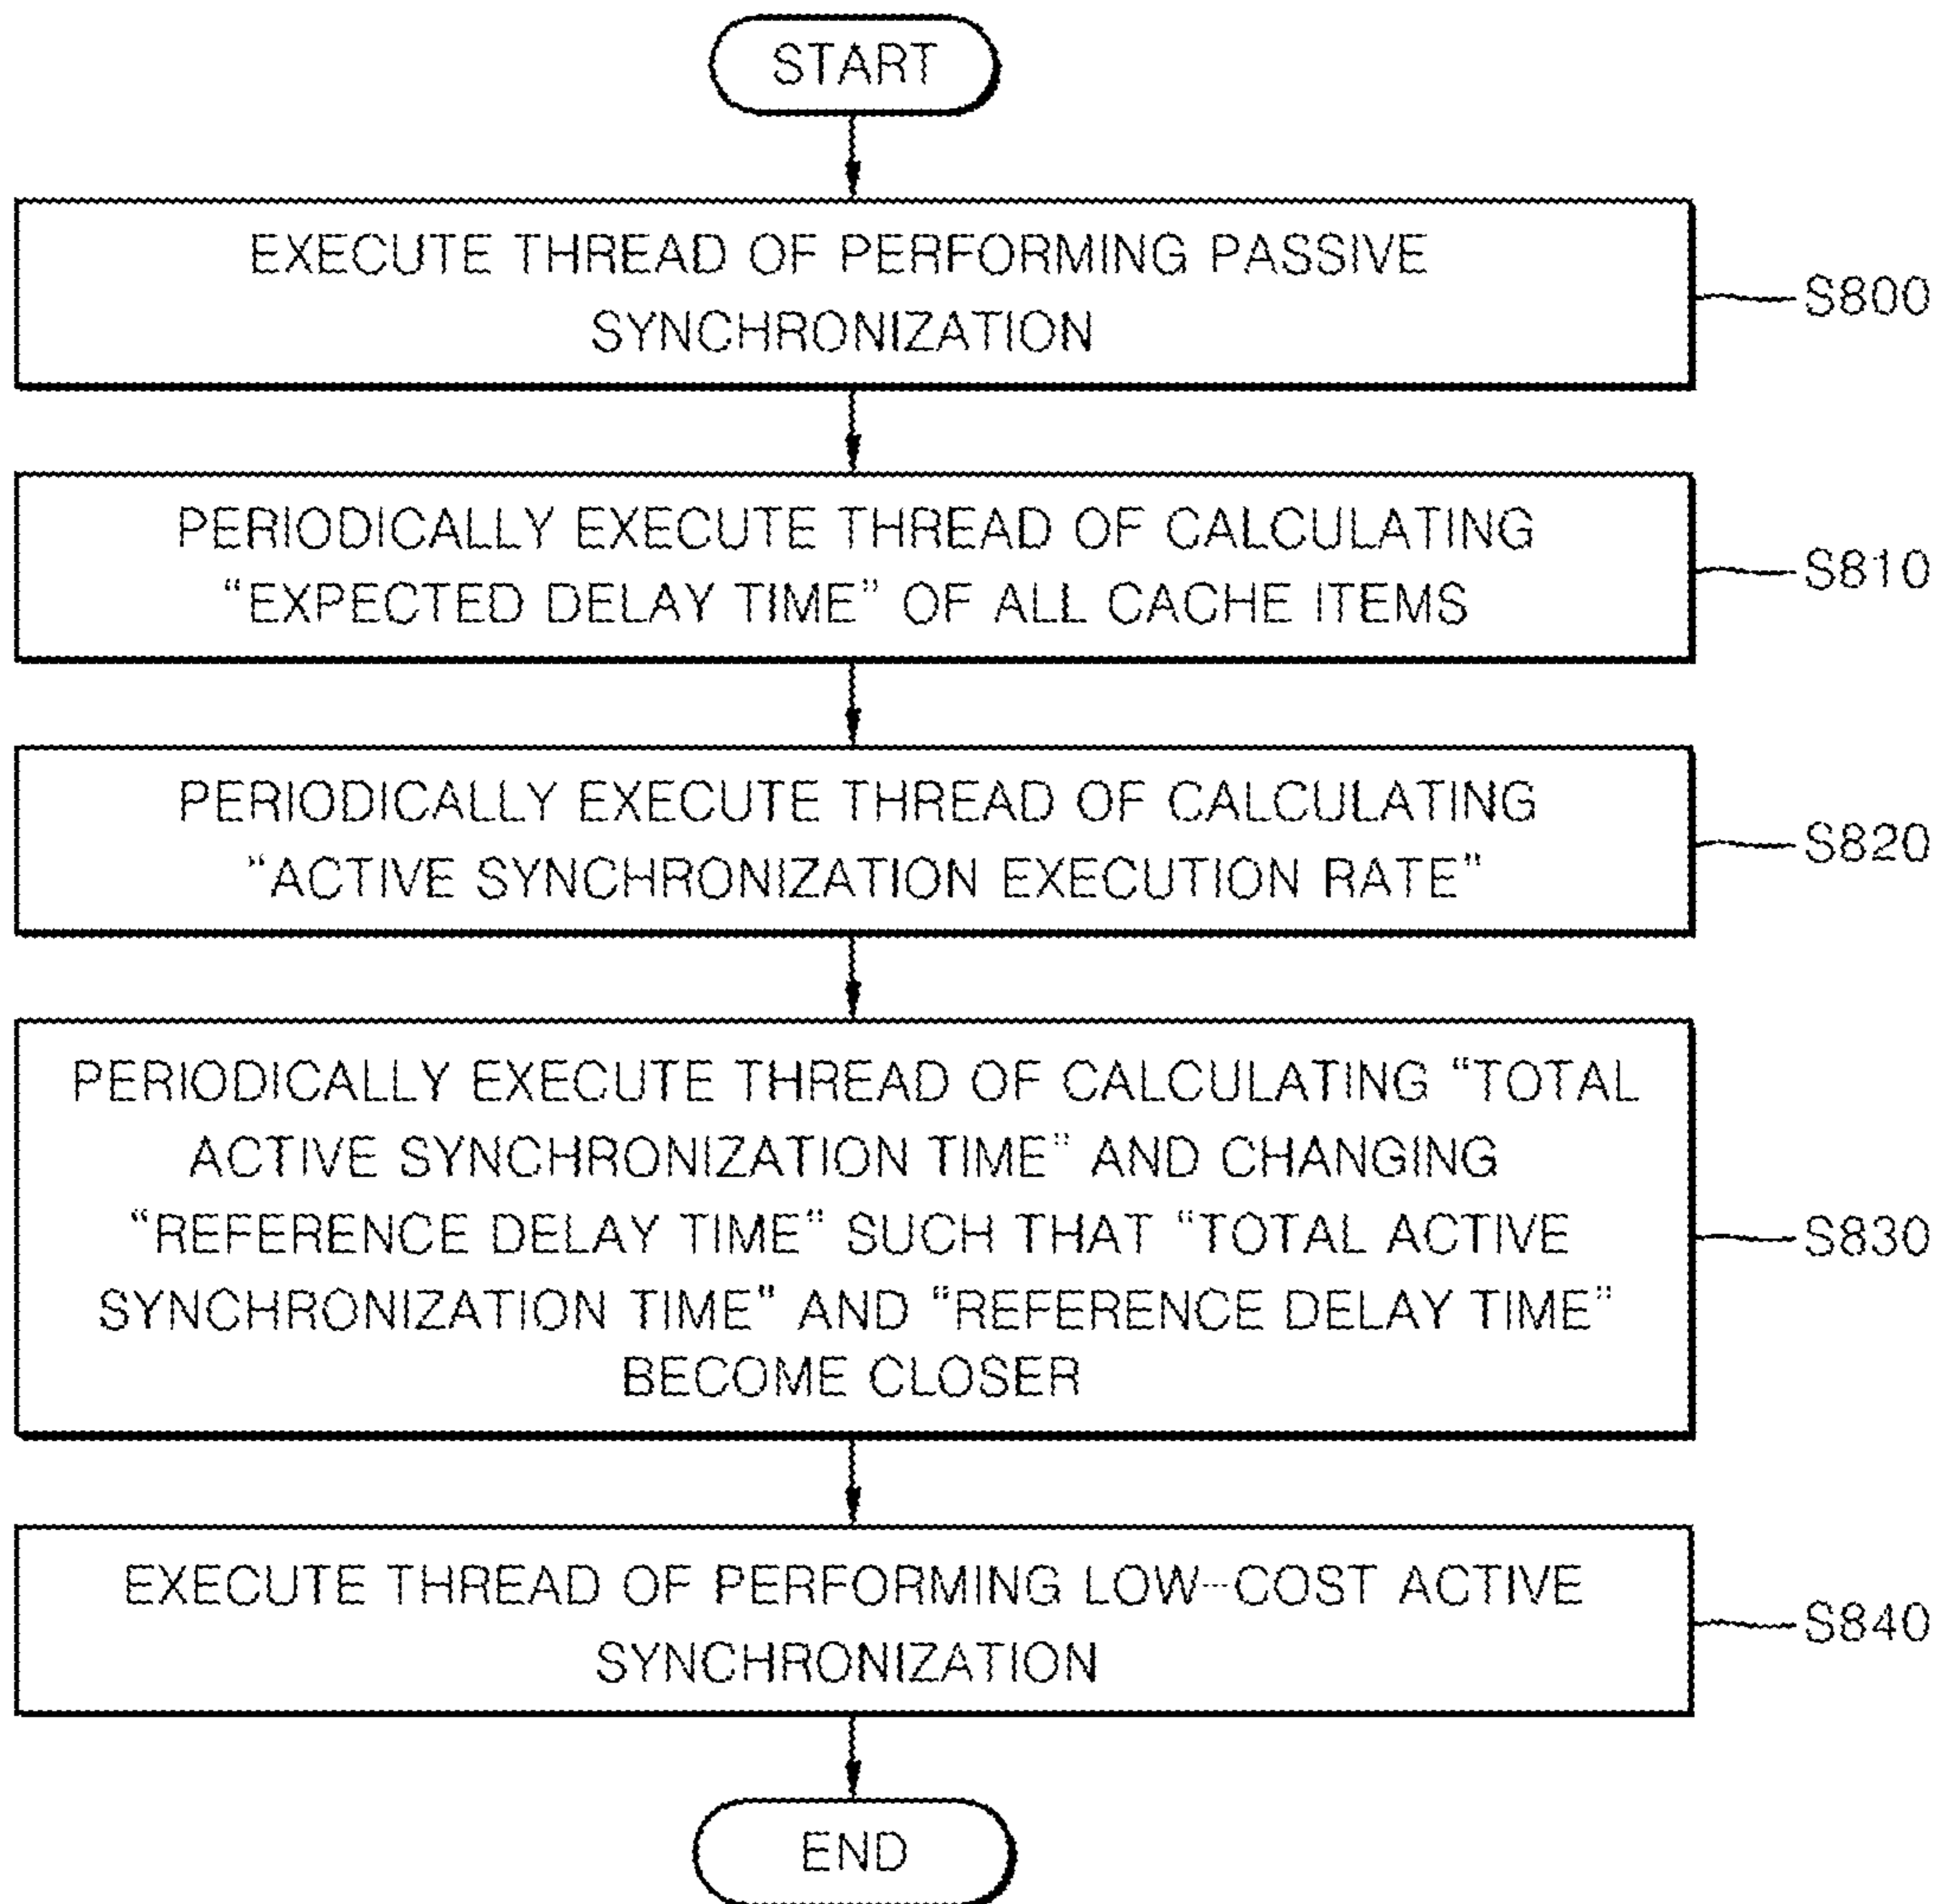 START
EXECUTE THREAD OF PERFORMING PASSIVE
SYNCHRONIZATION
S800
PERIODICALLY EXECUTE THREAD OF CALCULATING
“EXPECTED DELAY TIME” OF ALL CACHE ITEMS
S810
PERIODICALLY EXECUTE THREAD OF CALCULATING
“ACTIVE SYNCHRONIZATION EXECUTION RATE”
S820
PERIODICALLY EXECUTE THREAD OF CALCULATING “TOTAL
ACTIVE SYNCHRONIZATION TIME” AND CHANGING
“REFERENCE DELAY TIME” SUCH THAT “TOTAL ACTIVE
SYNCHRONIZATION TIME” AND “REFERENCE DELAY TIME”
BECOME CLOSER
S830
EXECUTE THREAD OF PERFORMING LOW-COST ACTIVE
SYNCHRONIZATION
S840
END